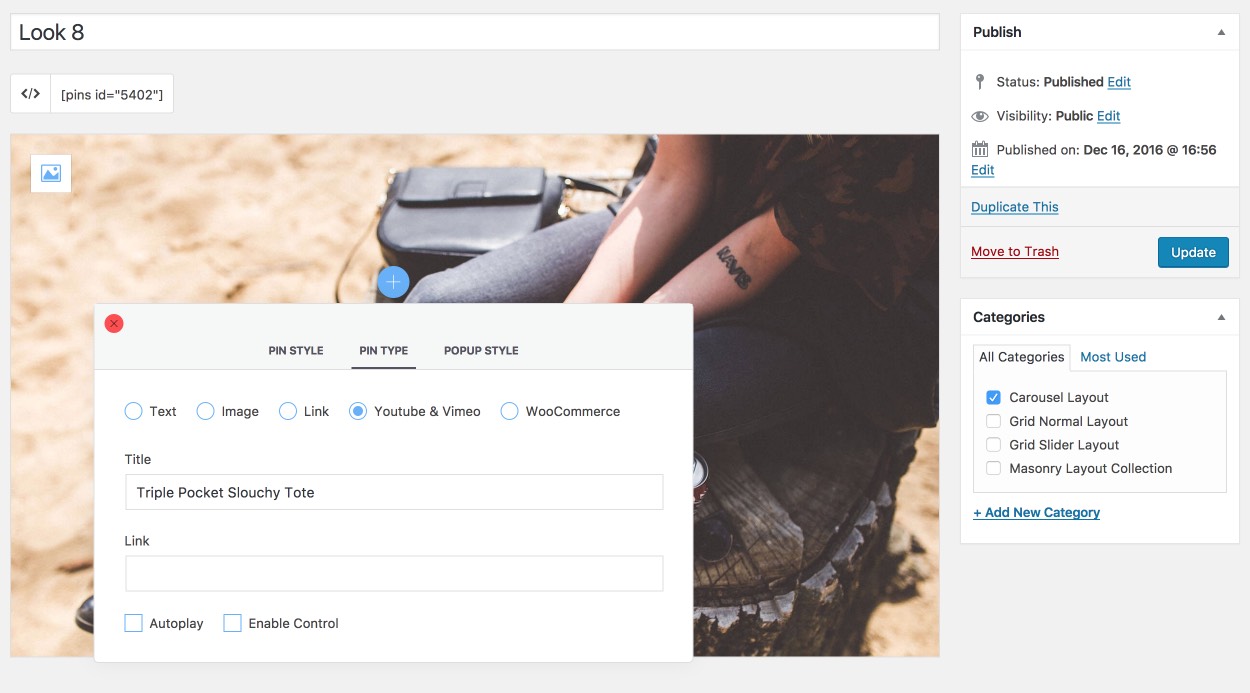 Look 8
</> [pins id="5402"]
PIN STYLE PIN TYPE POPUP STYLE
Text Image Link Youtube & Vimeo WooCommerce
Title
Triple Pocket Slouchy Tote
Link
Autoplay Enable Control
Publish
Status: Published Edit
Visibility: Public Edit
Published on: Dec 16, 2016 @ 16:56
Edit
Duplicate This
Move to Trash Update
Categories
All Categories Most Used
Carousel Layout
Grid Normal Layout
Grid Slider Layout
Masonry Layout Collection
+ Add New Category